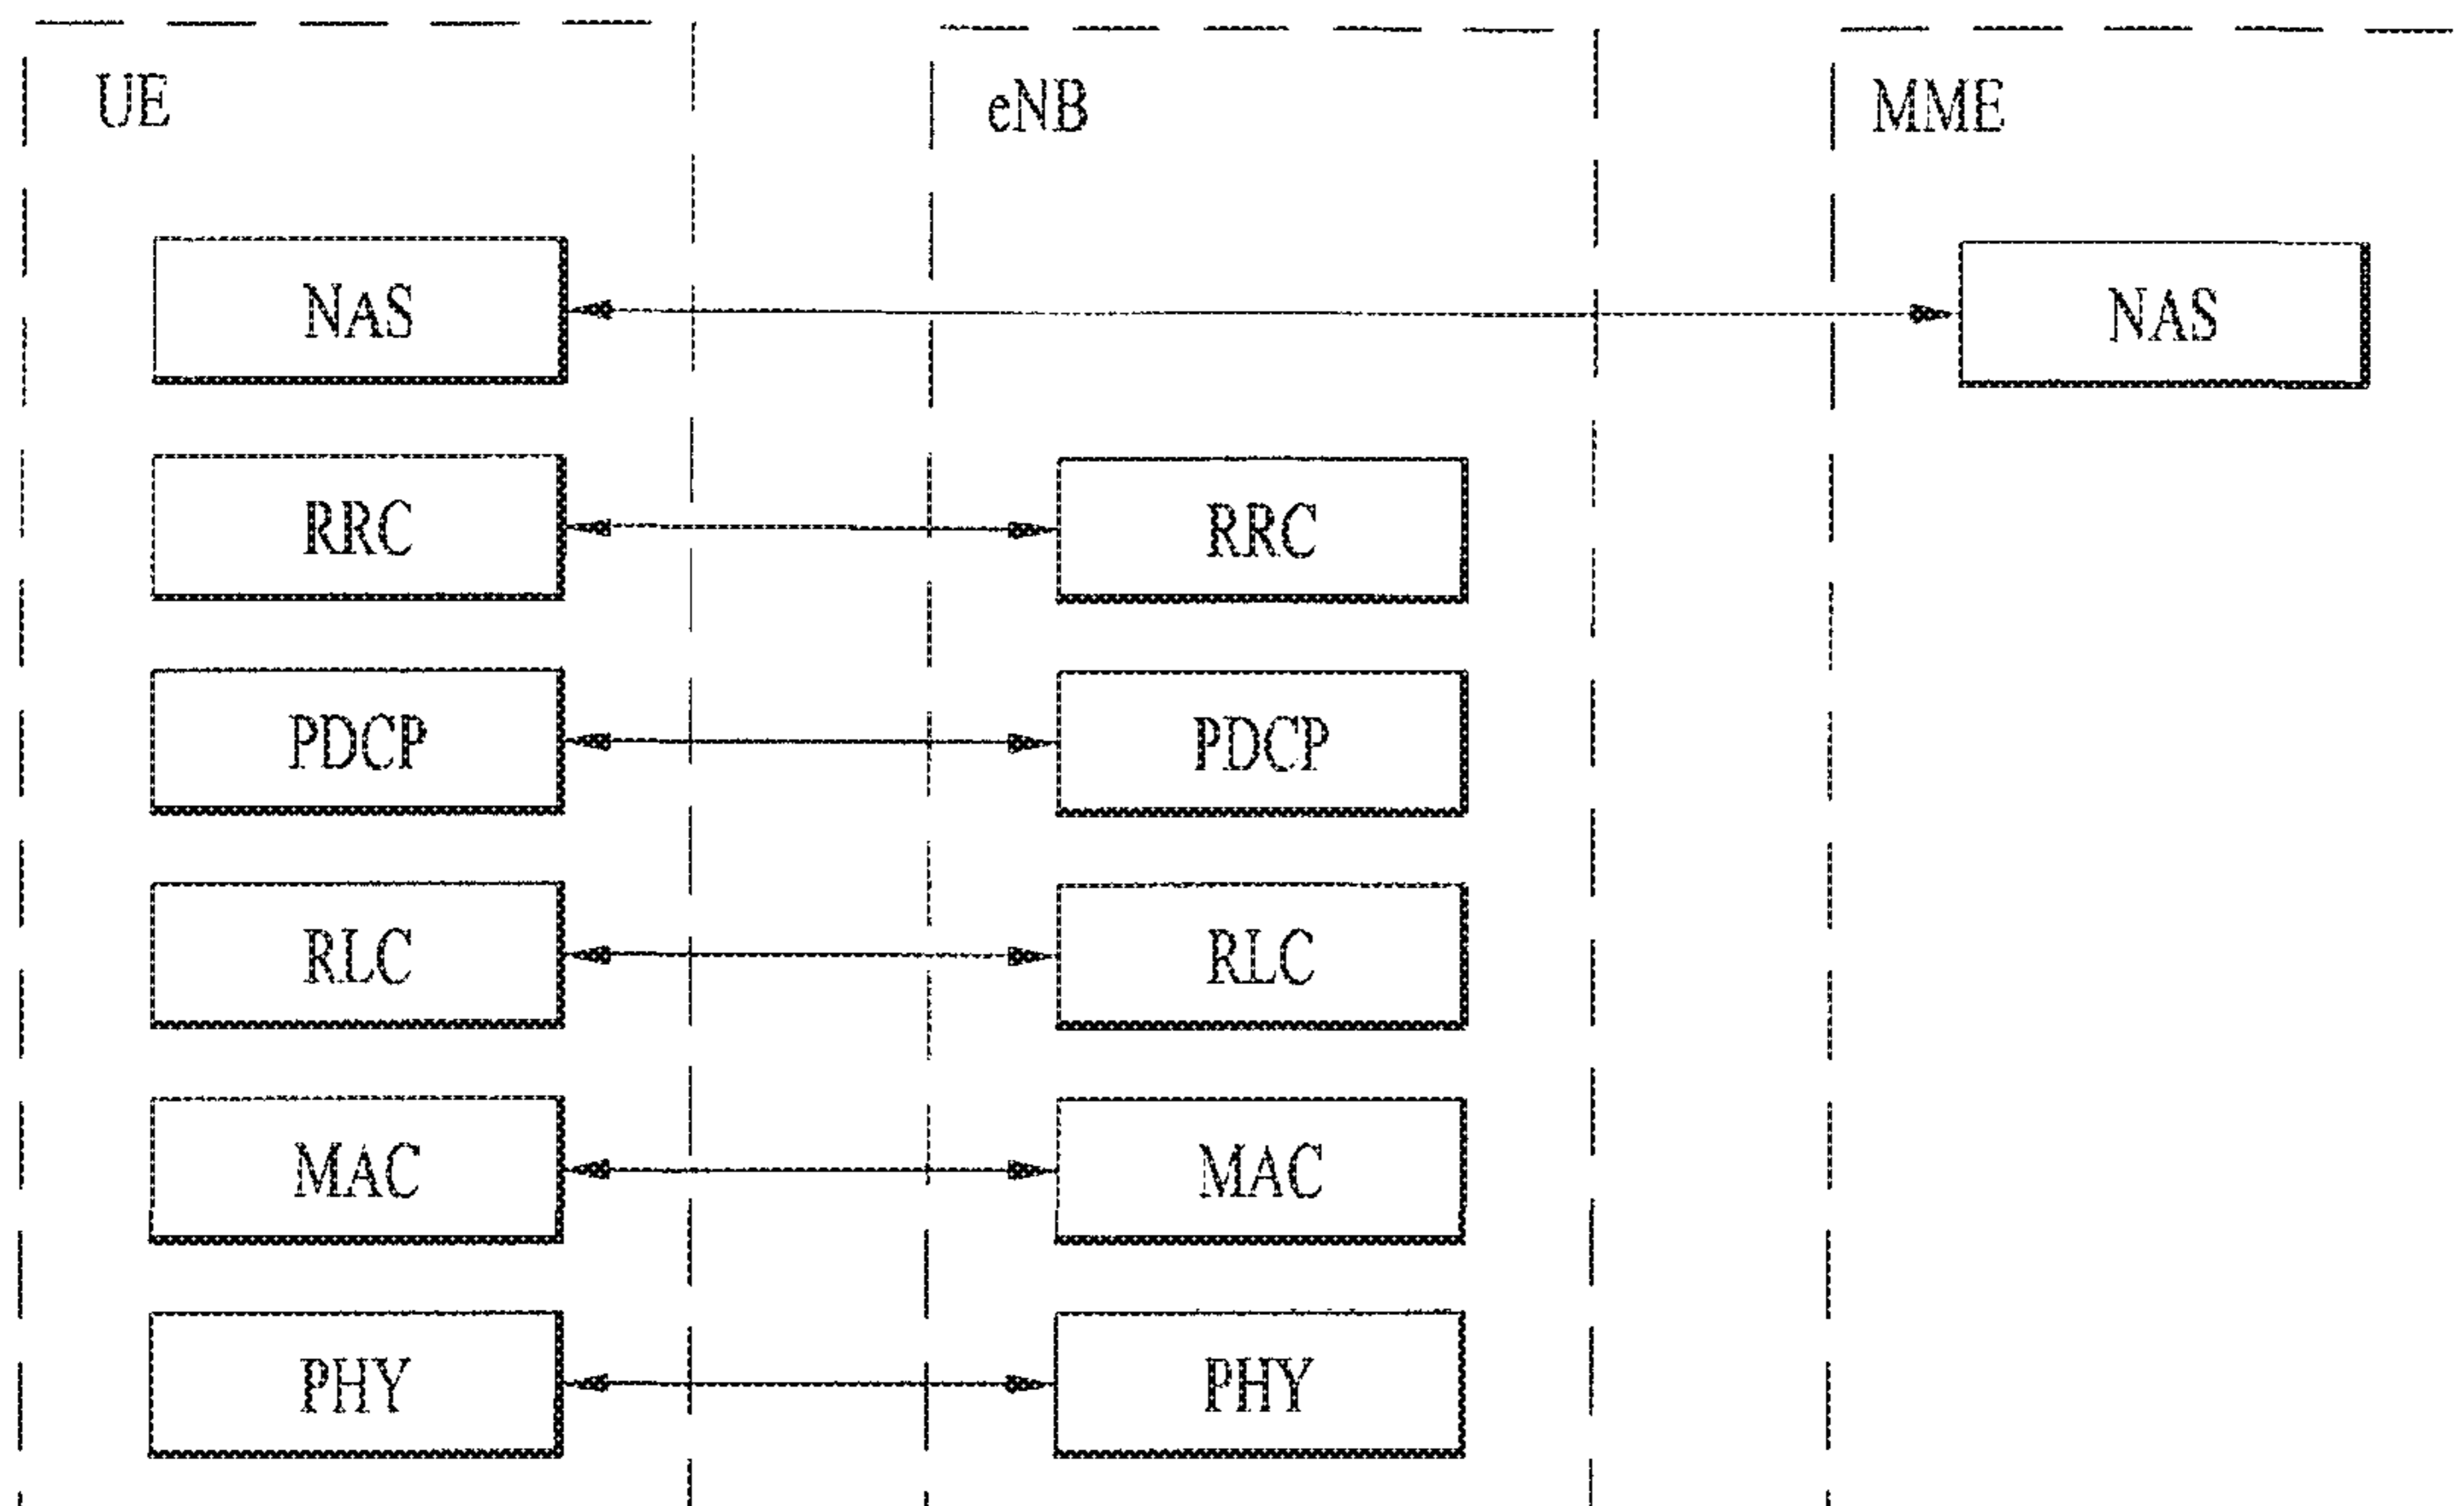 UE eNB MME
NAS NAS
RRC RRC
PDCP PDCP
RLC RLC
MAC MAC
PHY PHY